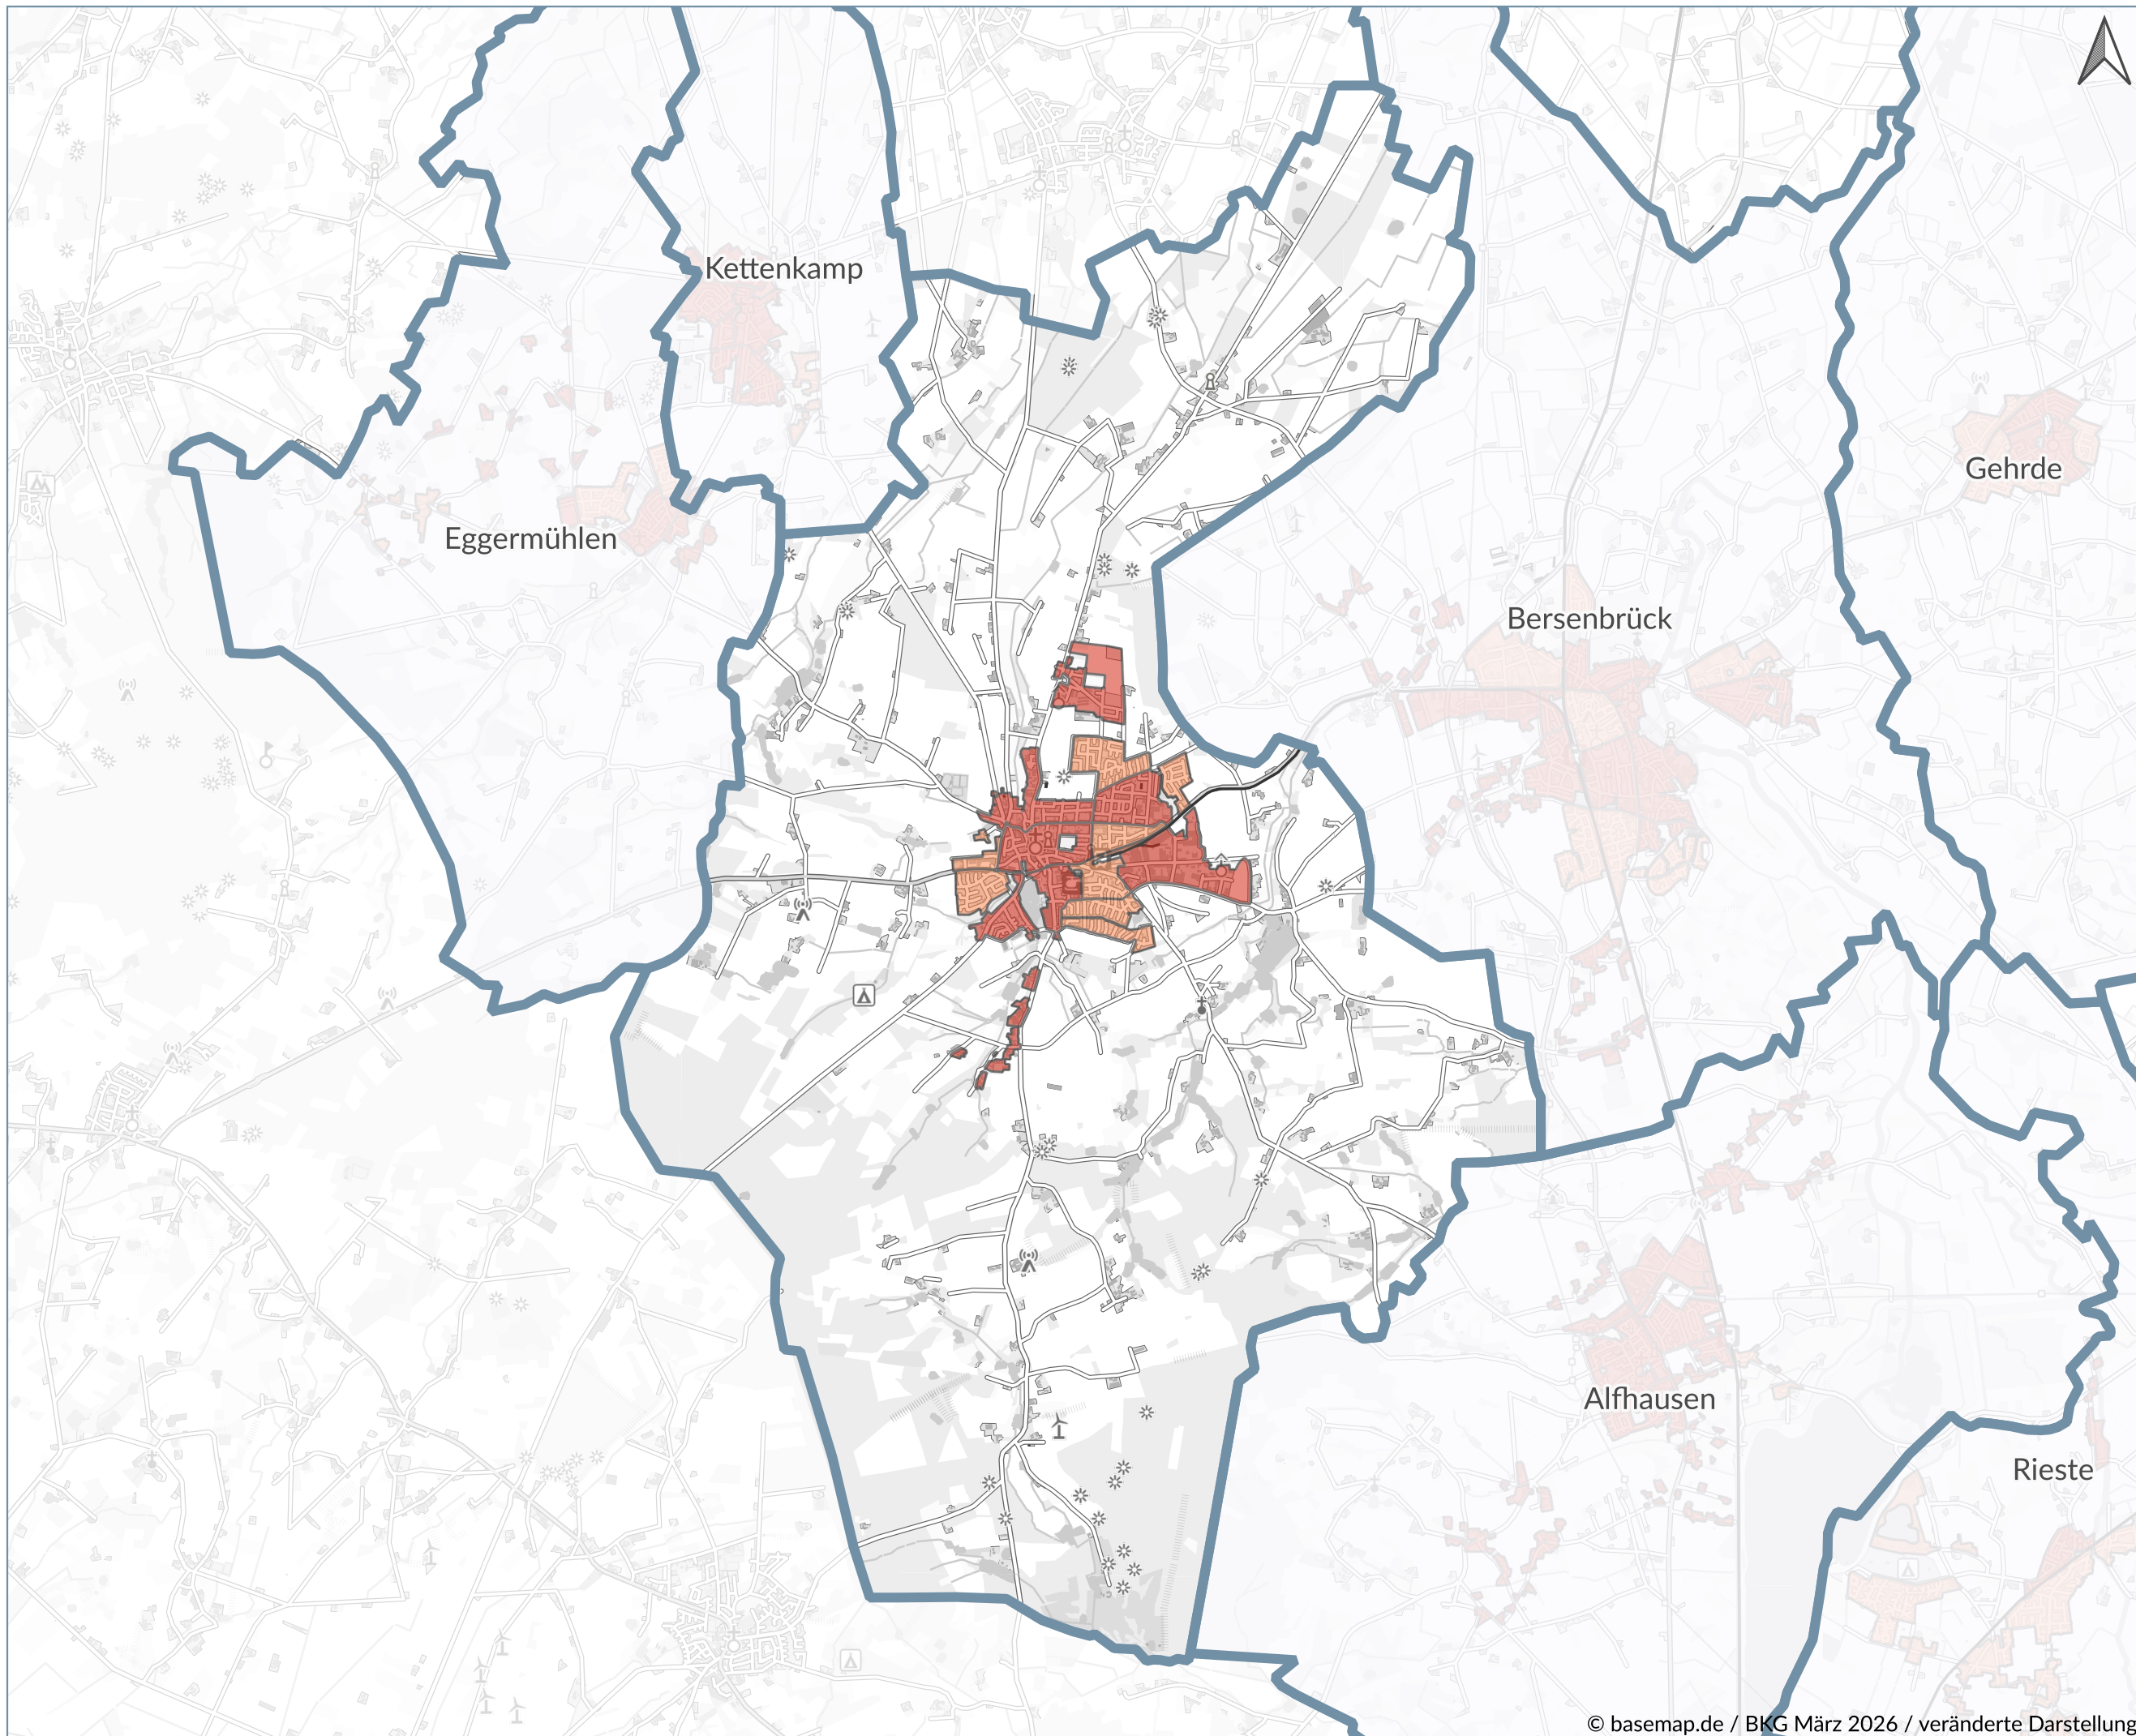 Kettenkamp
Gehrde
Eggermühlen
Bersenbrück
Alfhausen
Rieste
© basemap.de / BKG März 2026 / veränderte Darstellung